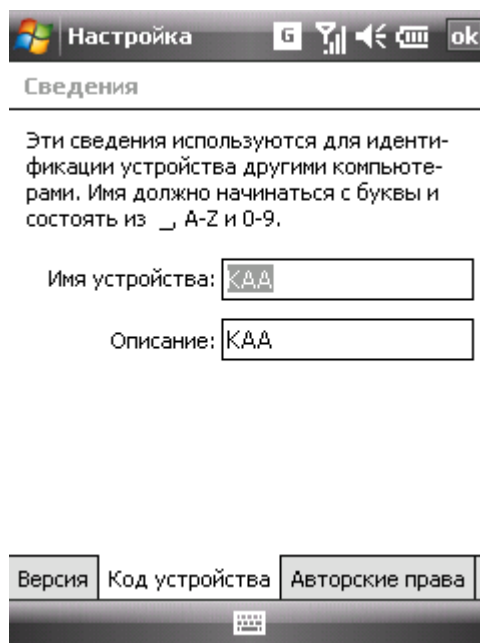 Настройка G ok
Сведения
Эти сведения используются для иденти-
фикации устройства другими компьюте-
рами. Имя должно начинаться с буквы и
состоять из _, A-Z и 0-9.
Имя устройства: KAA
Описание: KAA
Версия Код устройства Авторские права